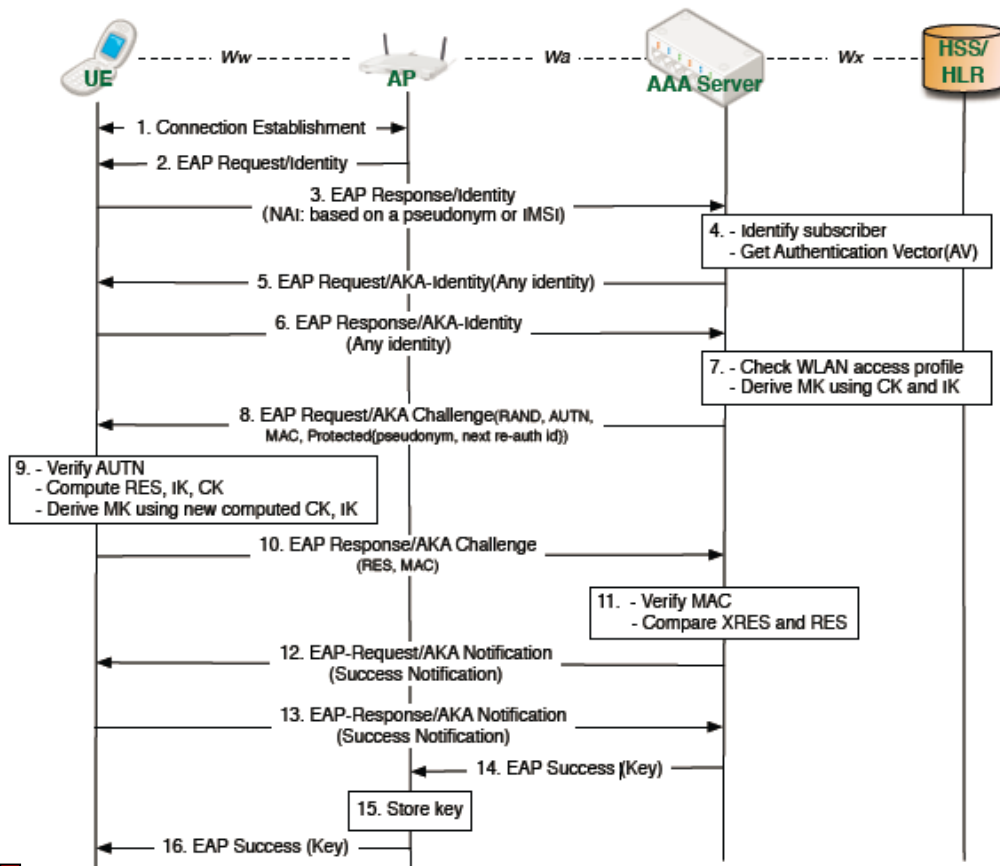 UE
Ww
AP
Wa
AAA Server
Wx
HSS/
HLR
1. Connection Establishment
2. EAP Request/Identity
3. EAP Response/Identity
(NAI: based on a pseudonym or IMSI)
4. - Identify subscriber
- Get Authentication Vector(AV)
5. EAP Request/AKA-Identity(Any identity)
6. EAP Response/AKA-Identity
(Any identity)
7. - Check WLAN access profile
- Derive MK using CK and IK
8. EAP Request/AKA Challenge(RAND, AUTN,
MAC, Protected{pseudonym, next re-auth id})
9. - Verify AUTN
- Compute RES, IK, CK
- Derive MK using new computed CK, IK
10. EAP Response/AKA Challenge
(RES, MAC)
11. - Verify MAC
- Compare XRES and RES
12. EAP-Request/AKA Notification
(Success Notification)
13. EAP-Response/AKA Notification
(Success Notification)
14. EAP Success (Key)
15. Store key
16. EAP Success (Key)